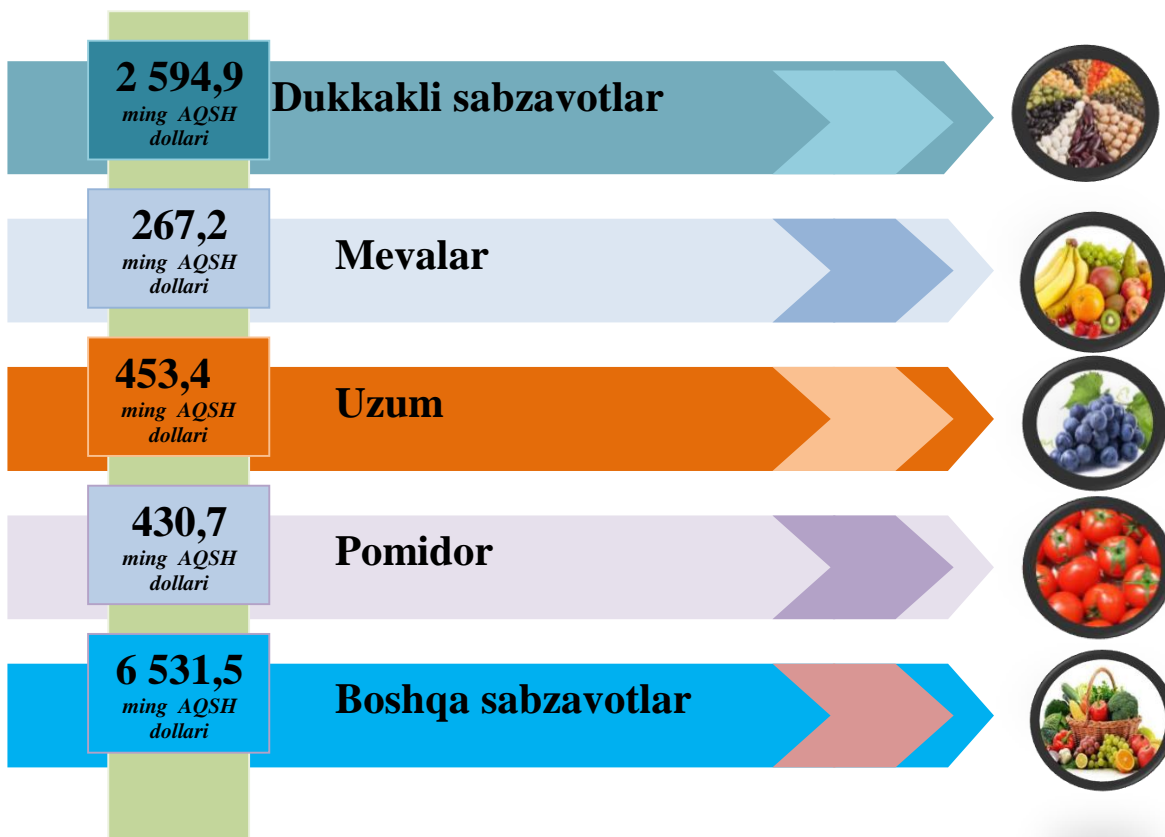 2 594,9
ming AQSH
dollari
Dukkakli sabzavotlar
267,2
ming AQSH
dollari
Mevalar
453,4
ming AQSH
dollari
Uzum
430,7
ming AQSH
dollari
Pomidor
6 531,5
ming AQSH
dollari
Boshqa sabzavotlar